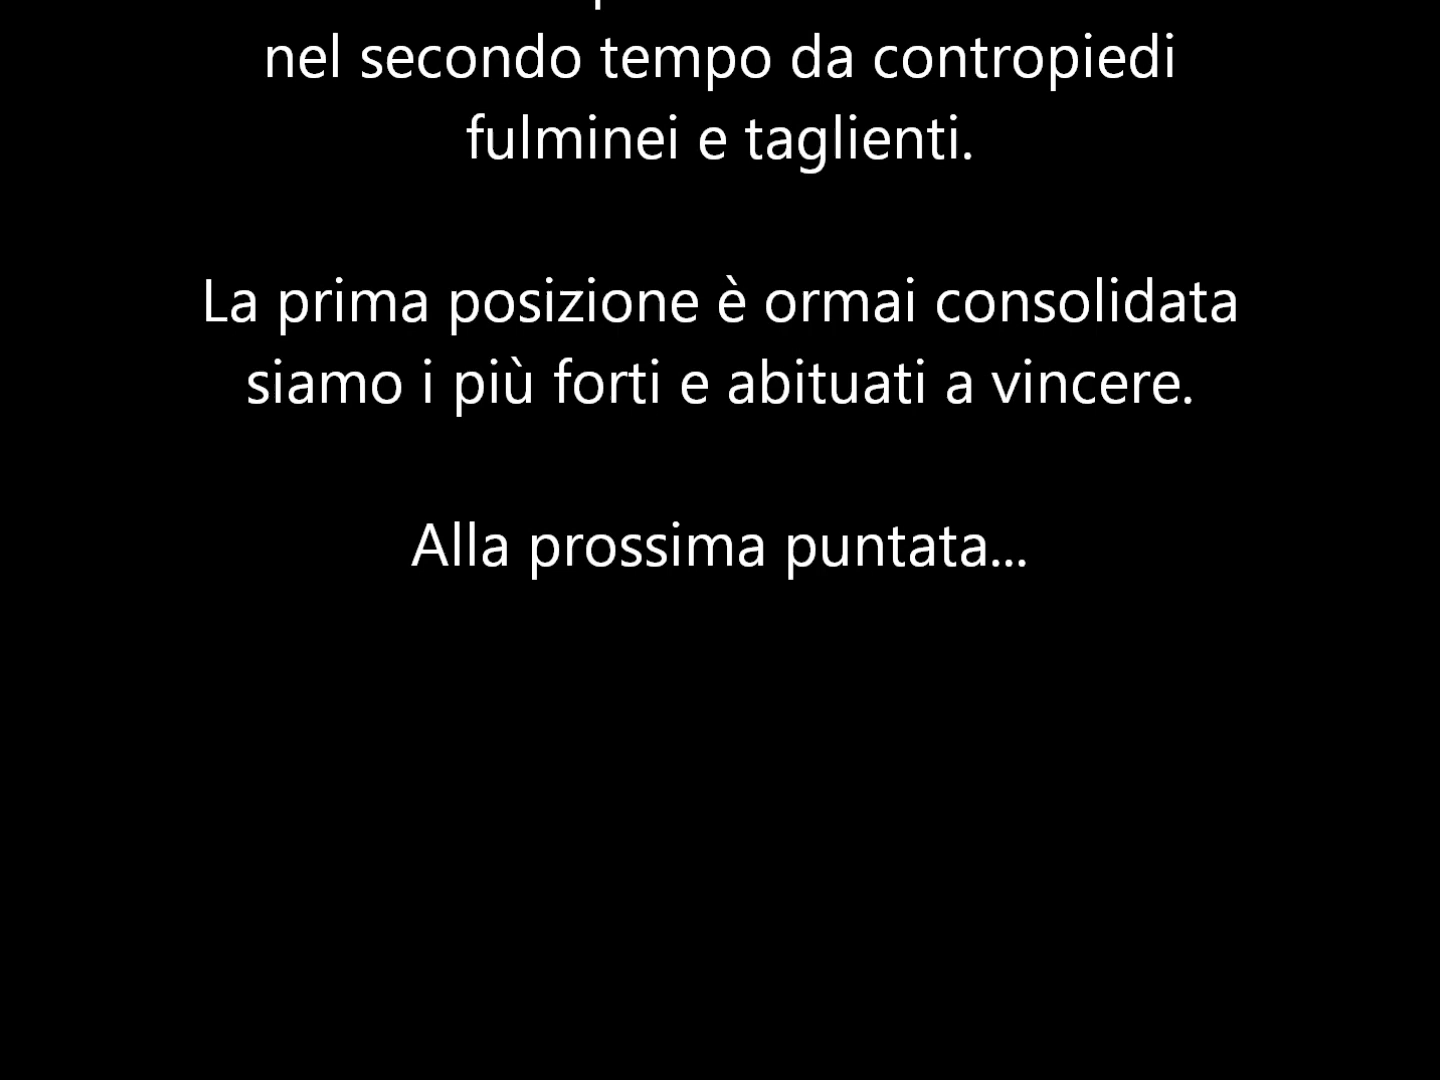 nel secondo tempo da contropiedi
fulminei e taglienti.
La prima posizione è ormai consolidata
siamo i più forti e abituati a vincere.
Alla prossima puntata...